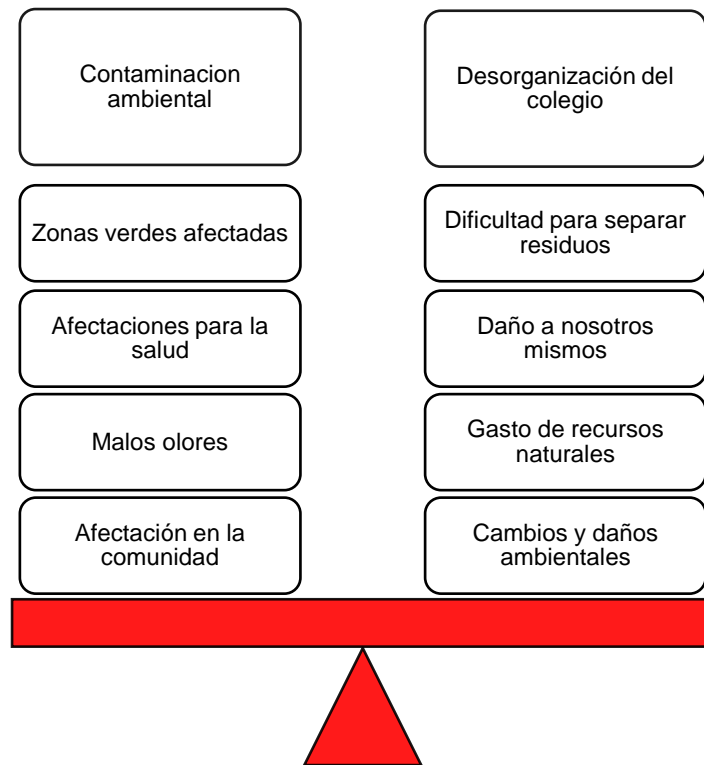 Contaminacion
ambiental
Zonas verdes afectadas
Afectaciones para la
salud
Malos olores
Afectación en la
comunidad
Desorganización del
colegio
Dificultad para separar
residuos
Daño a nosotros
mismos
Gasto de recursos
naturales
Cambios y daños
ambientales